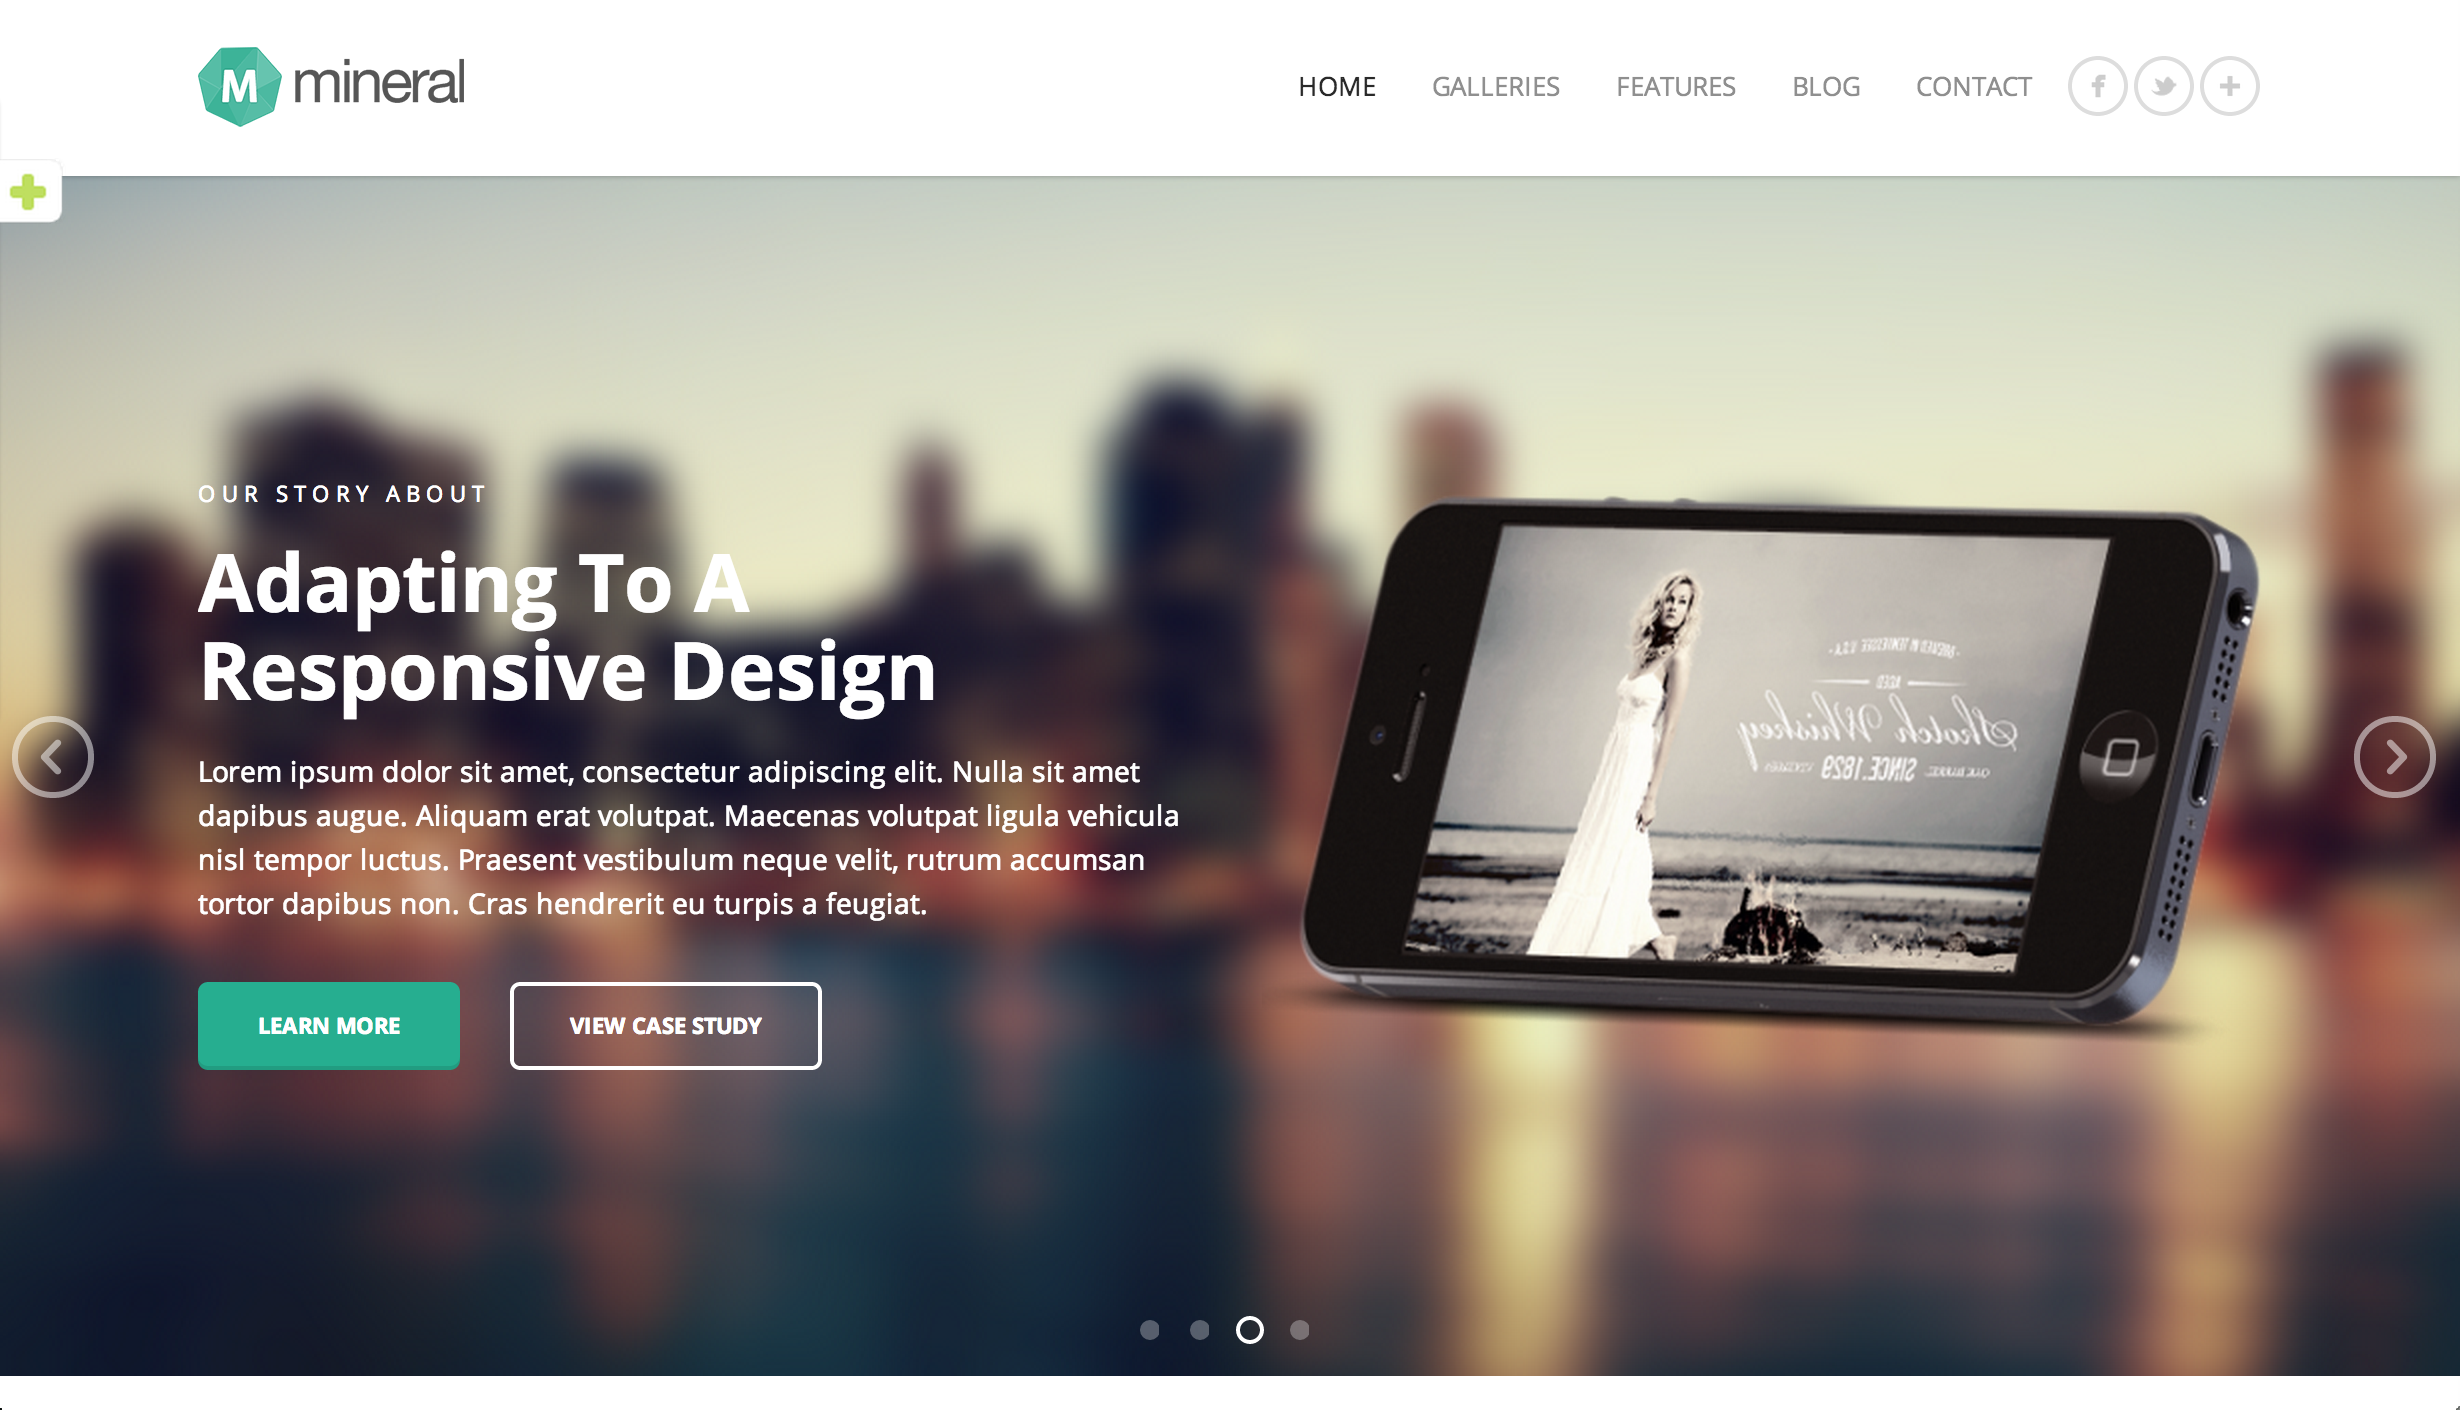 M mineral
HOME GALLERIES FEATURES BLOG CONTACT
OUR STORY ABOUT
Adapting To A
Responsive Design
Lorem ipsum dolor sit amet, consectetur adipiscing elit. Nulla sit amet
dapibus augue. Aliquam erat volutpat. Maecenas volutpat ligula vehicula
nisl tempor luctus. Praesent vestibulum neque velit, rutrum accumsan
tortor dapibus non. Cras hendrerit eu turpis a feugiat.
LEARN MORE
VIEW CASE STUDY
AGED
Skotch Whiskey
SINCE.1829